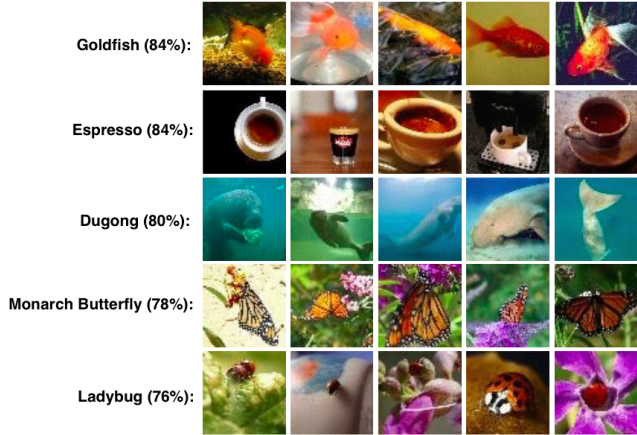 Goldfish (84%):
Espresso (84%):
Dugong (80%):
Monarch Butterfly (78%):
Ladybug (76%):